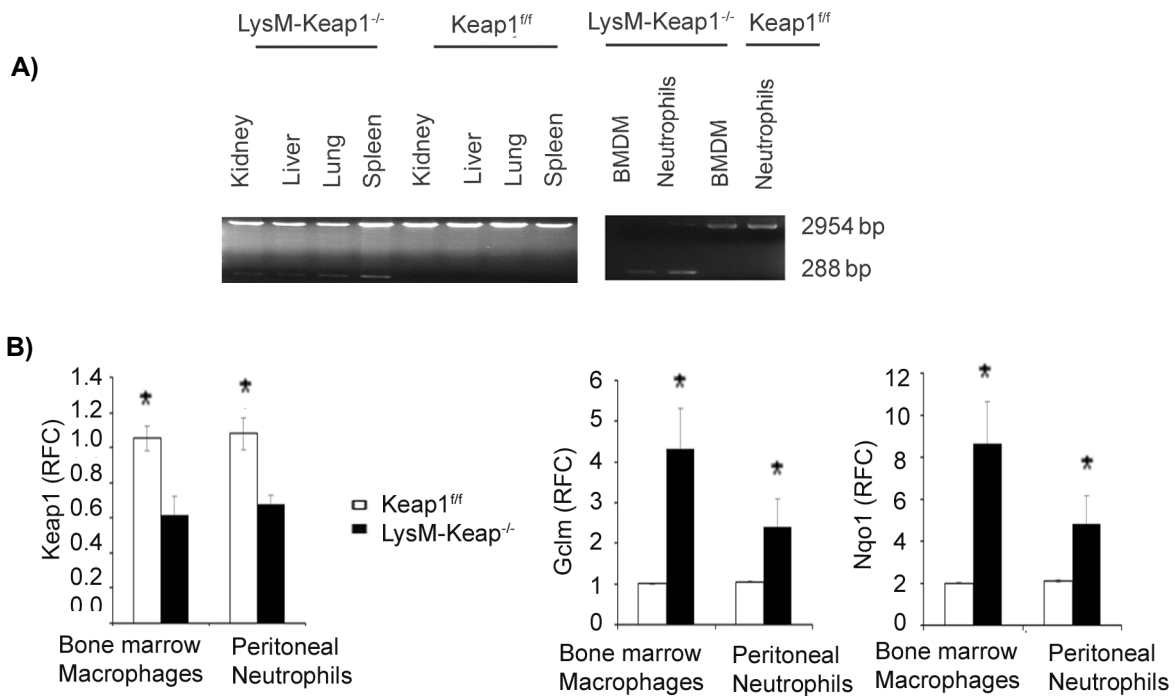 LysM-Keap1-/- Keap1f/f LysM-Keap1-/- Keap1f/f
A)
Kidney Liver Lung Spleen Kidney Liver Lung Spleen BMDM Neutrophils BMDM Neutrophils
2954 bp
288 bp
B)
Keap1 (RFC)
1.4
1.2
1.0
0.8
0.6
0.4
0.2
0.0
* *
Bone marrow Macrophages
Peritoneal Neutrophils
Keap1f/f
LysM-Keap-/-
Gclm (RFC)
6
5
4
3
2
1
0
* *
Bone marrow Macrophages
Peritoneal Neutrophils
Nqo1 (RFC)
12
10
8
6
4
2
0
* *
Bone marrow Macrophages
Peritoneal Neutrophils